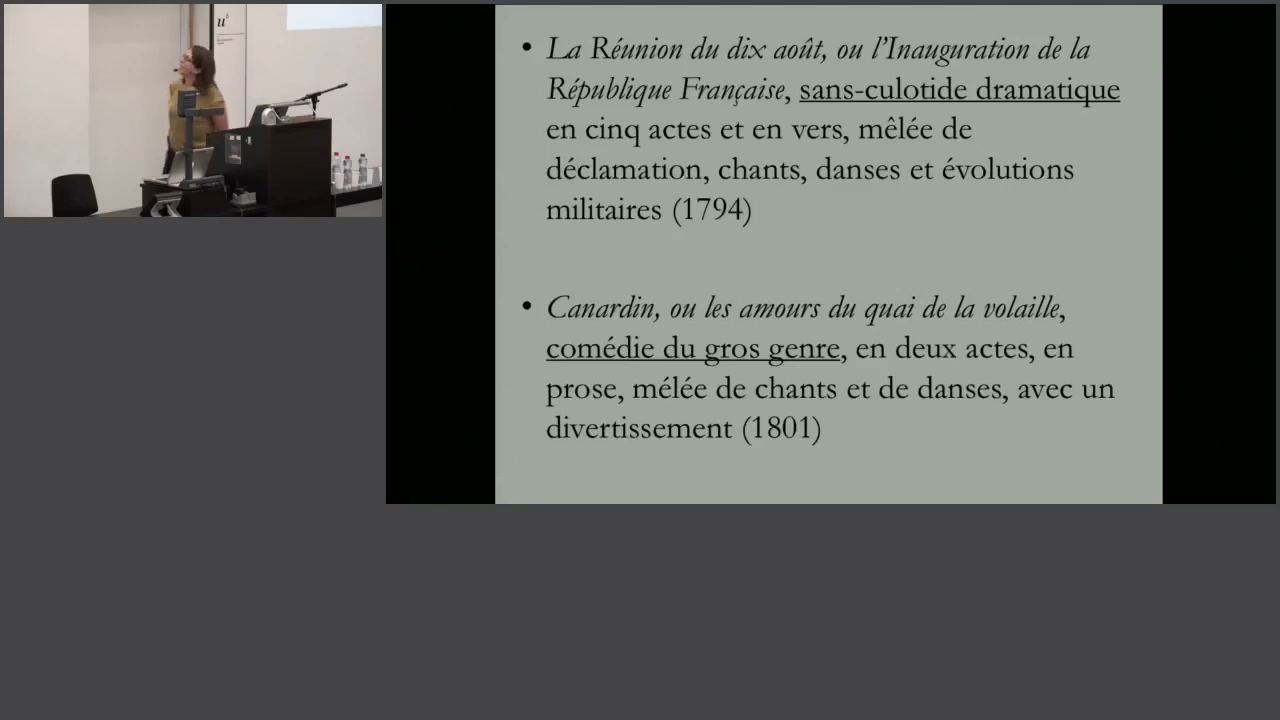 u^b
• La Réunion du dix août, ou l’Inauguration de la
République Française, sans-culotide dramatique
en cinq actes et en vers, mêlée de
déclamation, chants, danses et évolutions
militaires (1794)
• Canardin, ou les amours du quai de la volaille,
comédie du gros genre, en deux actes, en
prose, mélée de chants et de danses, avec un
divertissement (1801)